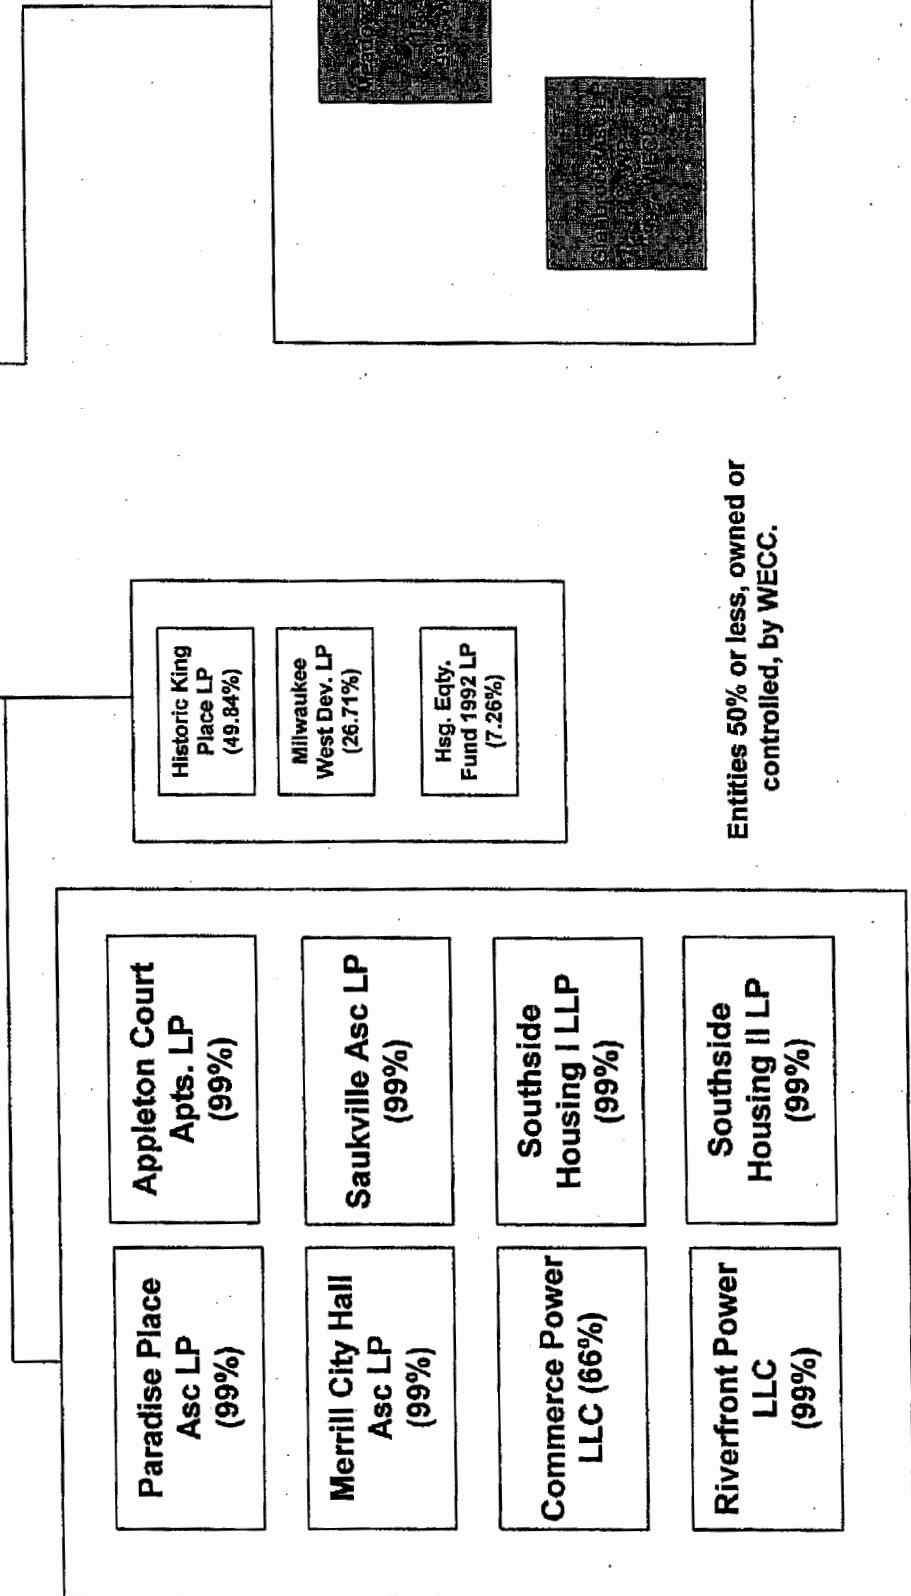 Paradise Place
Asc LP
(99%)
Appleton Court
Apts. LP
(99%)
Merrill City Hall
Asc LP
(99%)
Saukville Asc LP
(99%)
Commerce Power
LLC (66%)
Southside
Housing I LLP
(99%)
Riverfront Power
LLC
(99%)
Southside
Housing II LP
(99%)
Historic King
Place LP
(49.84%)
Milwaukee
West Dev. LP
(26.71%)
Hsg. Eqty.
Fund 1992 LP
(7.26%)
Entities 50% or less, owned or
controlled, by WECC.